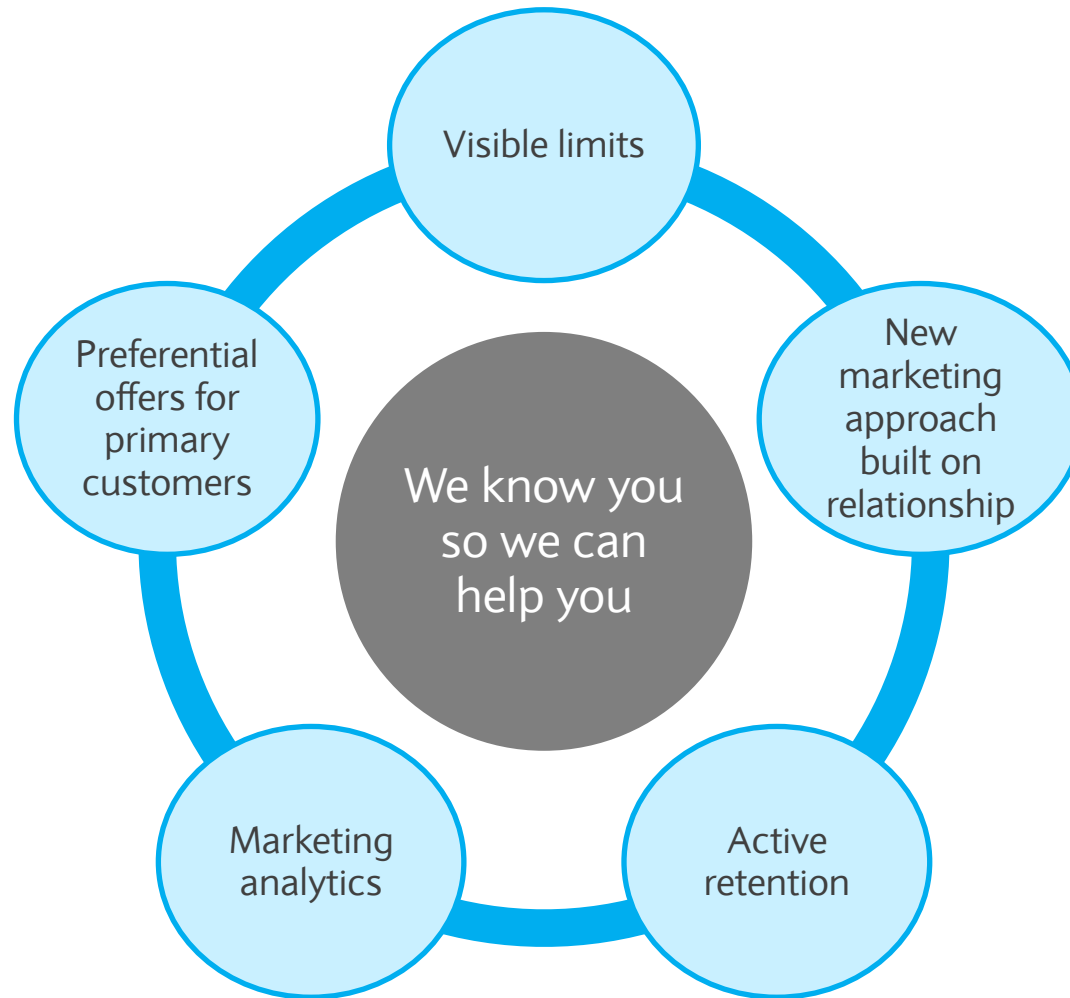 Visible limits
New
marketing
approach
built on
relationship
Active
retention
Marketing
analytics
Preferential
offers for
primary
customers
We know you
so we can
help you